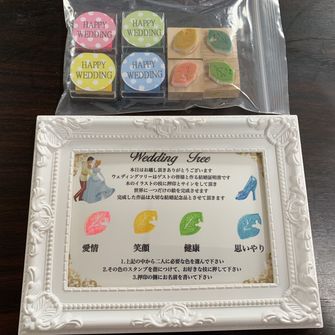 HAPPY
WEDDING
HAPPY
WEDDING
HAPPY
WEDDING
HAPPY
WEDDING
Wedding Tree
本日はお越し頂きありがとうございます
ウェディングツリーはゲストの皆様と作る結婚証明書です
木のイラストの枝に押印とサインをして頂き
世界に一つだけの絵を完成させます
完成した作品は大切な結婚記念品とさせて頂きます
愛情 笑顔 健康 思いやり
1.上記の中から二人に必要な色を選んで下さい
2.その色のスタンプを指につけて、お好きな枝に押して下さい
3.押印の側にお名前を書いて下さい